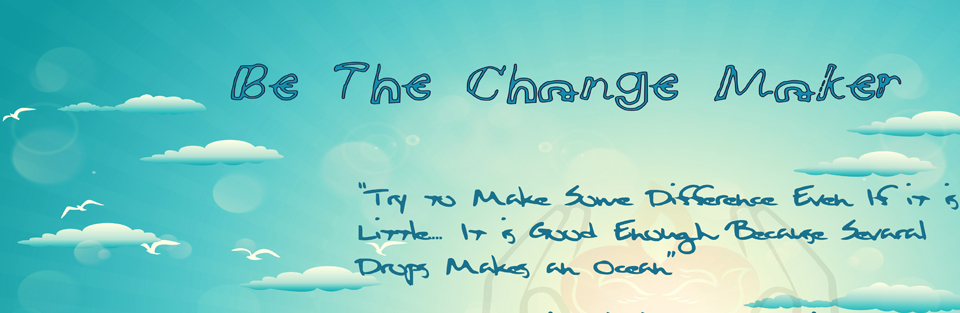 Be The Change Maker
"Try to Make Some Difference Even If it is
Little... It is Good Enough Because Sevaral
Drops Makes an Ocean"